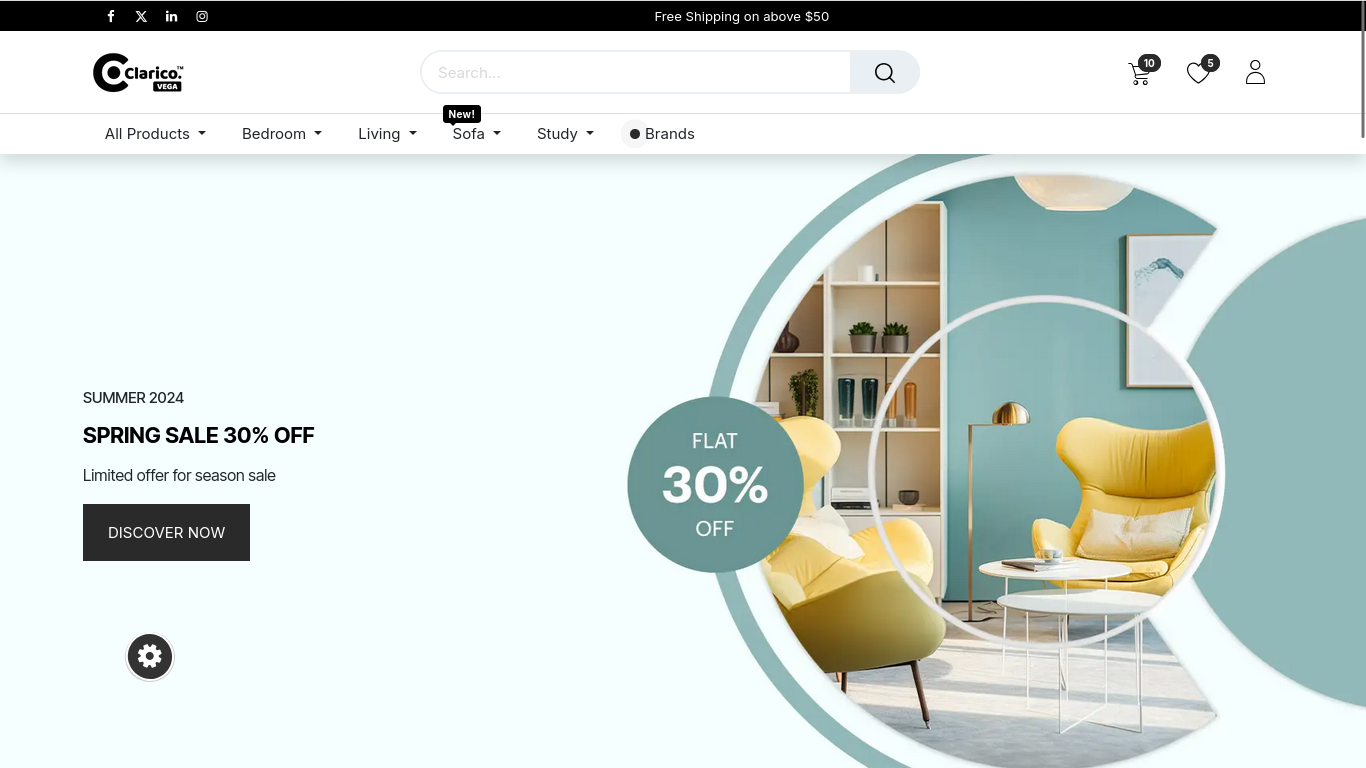 Free Shipping on above $50
Clarico.™
VEGA
Search...
10
5
New!
All Products
Bedroom
Living
Sofa
Study
Brands
SUMMER 2024
SPRING SALE 30% OFF
Limited offer for season sale
DISCOVER NOW
FLAT
30%
OFF